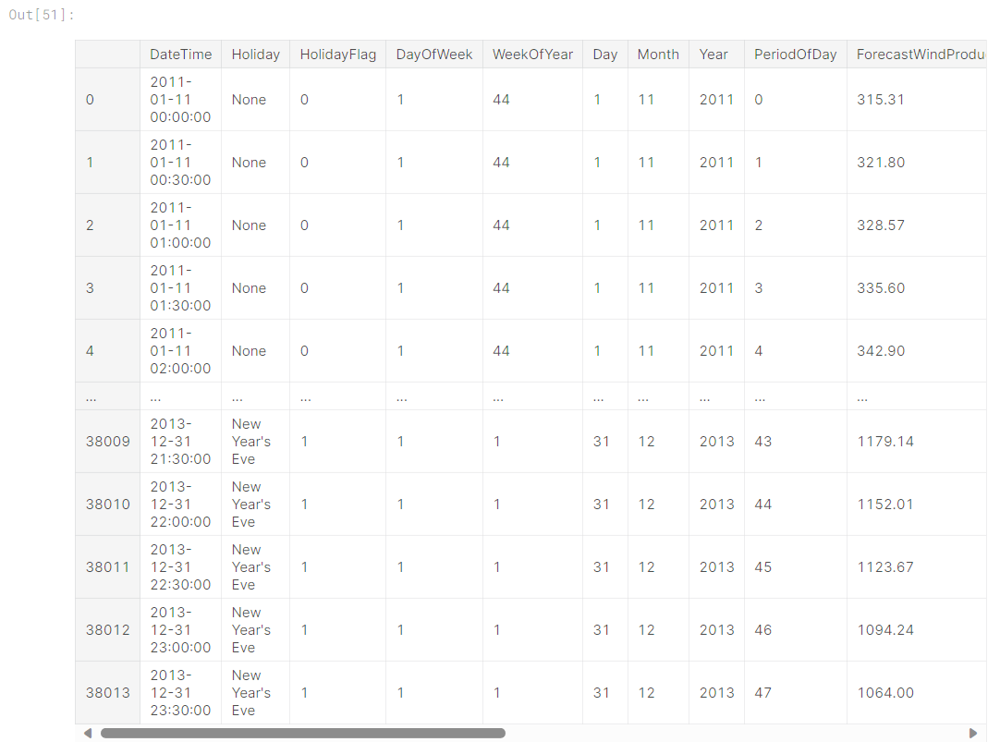 Out[51]:
DateTime Holiday HolidayFlag DayOfWeek WeekOfYear Day Month Year PeriodOfDay ForecastWindProdu
0 2011-01-11 00:00:00 None 0 1 44 1 11 2011 0 315.31
1 2011-01-11 00:30:00 None 0 1 44 1 11 2011 1 321.80
2 2011-01-11 01:00:00 None 0 1 44 1 11 2011 2 328.57
3 2011-01-11 01:30:00 None 0 1 44 1 11 2011 3 335.60
4 2011-01-11 02:00:00 None 0 1 44 1 11 2011 4 342.90
... ... ... ... ... ... ... ... ... ... ...
38009 2013-12-31 21:30:00 New Year's Eve 1 1 1 31 12 2013 43 1179.14
38010 2013-12-31 22:00:00 New Year's Eve 1 1 1 31 12 2013 44 1152.01
38011 2013-12-31 22:30:00 New Year's Eve 1 1 1 31 12 2013 45 1123.67
38012 2013-12-31 23:00:00 New Year's Eve 1 1 1 31 12 2013 46 1094.24
38013 2013-12-31 23:30:00 New Year's Eve 1 1 1 31 12 2013 47 1064.00